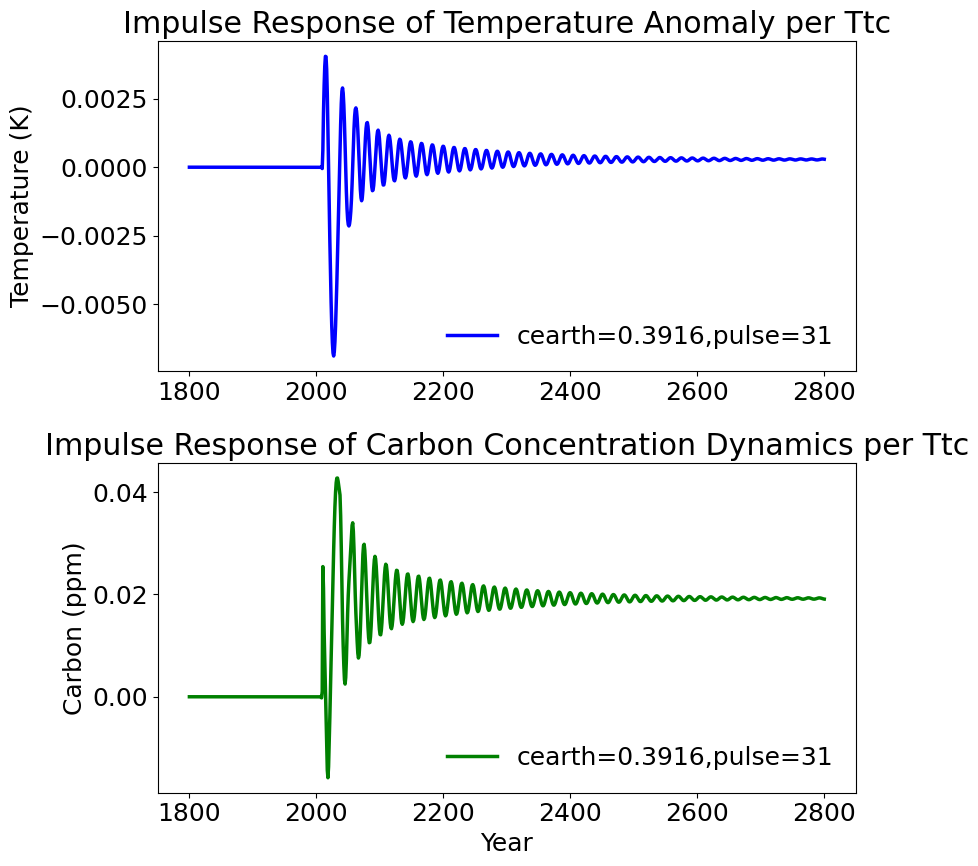 Impulse Response of Temperature Anomaly per Ttc
Temperature (K)
0.0025
0.0000
−0.0025
−0.0050
cearth=0.3916,pulse=31
1800 2000 2200 2400 2600 2800
Impulse Response of Carbon Concentration Dynamics per Ttc
Carbon (ppm)
0.04
0.02
0.00
cearth=0.3916,pulse=31
1800 2000 2200 2400 2600 2800
Year